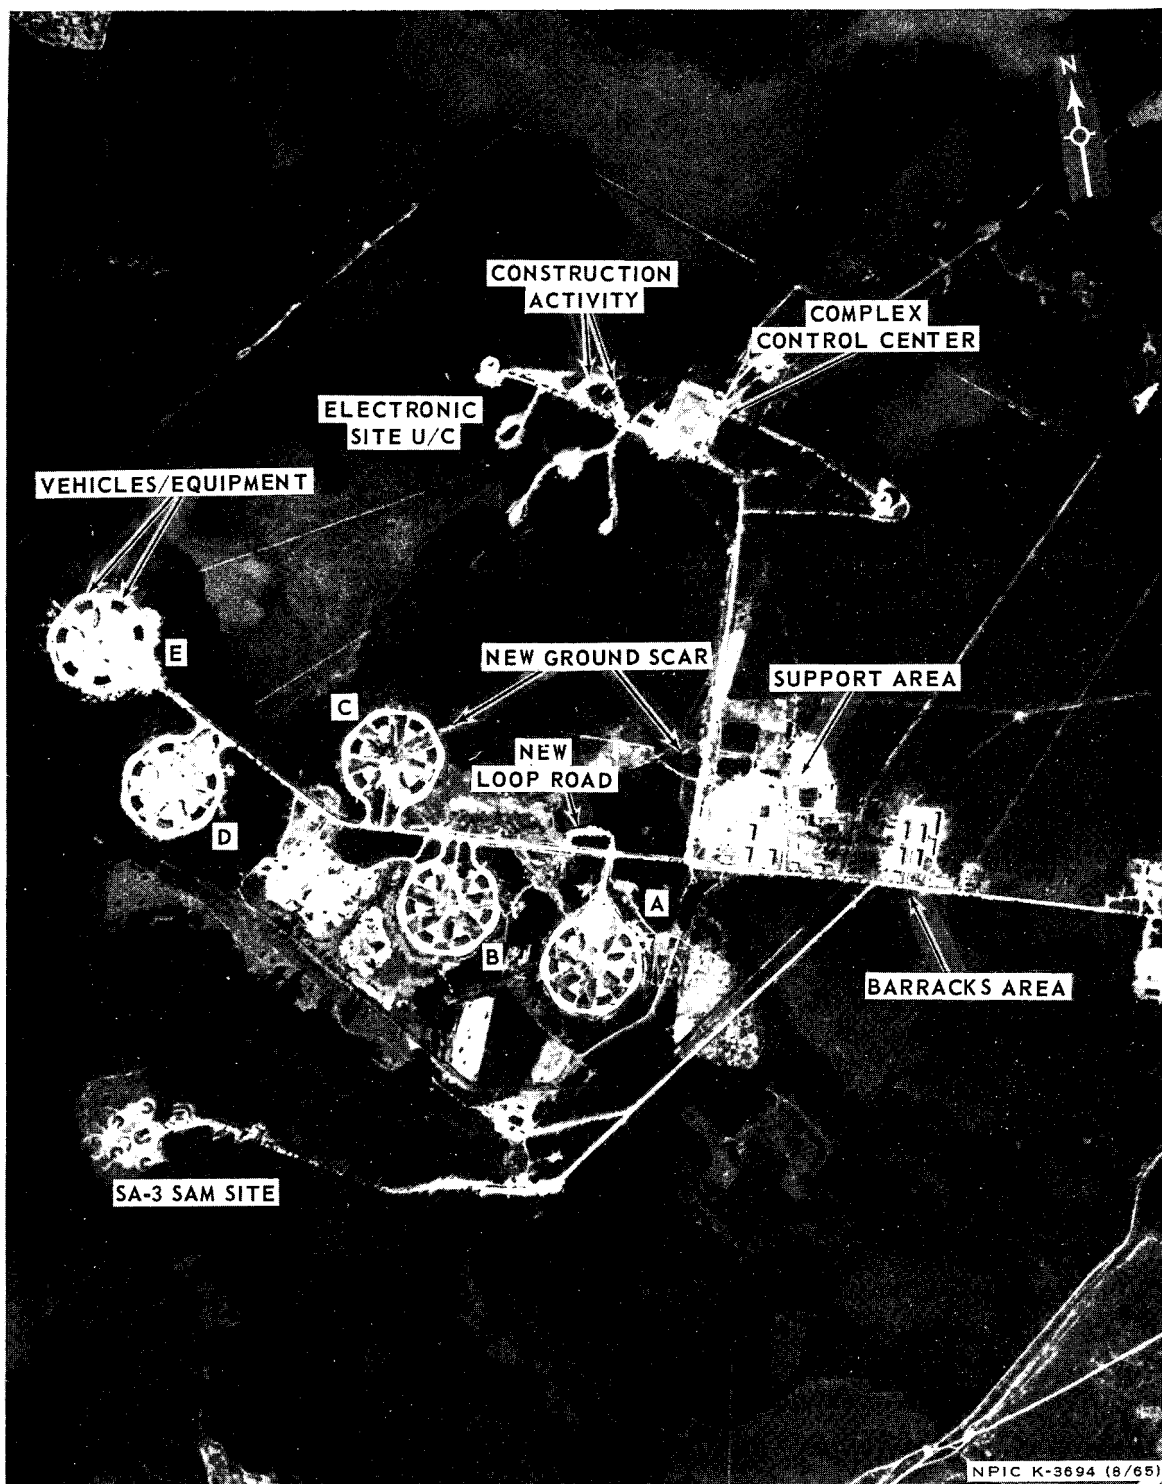 N
CONSTRUCTION
ACTIVITY
COMPLEX
CONTROL CENTER
ELECTRONIC
SITE U/C
VEHICLES/EQUIPMENT
E
NEW GROUND SCAR
SUPPORT AREA
C
NEW
LOOP ROAD
D
A
B
BARRACKS AREA
SA-3 SAM SITE
NPIC K-3694 (8/65)